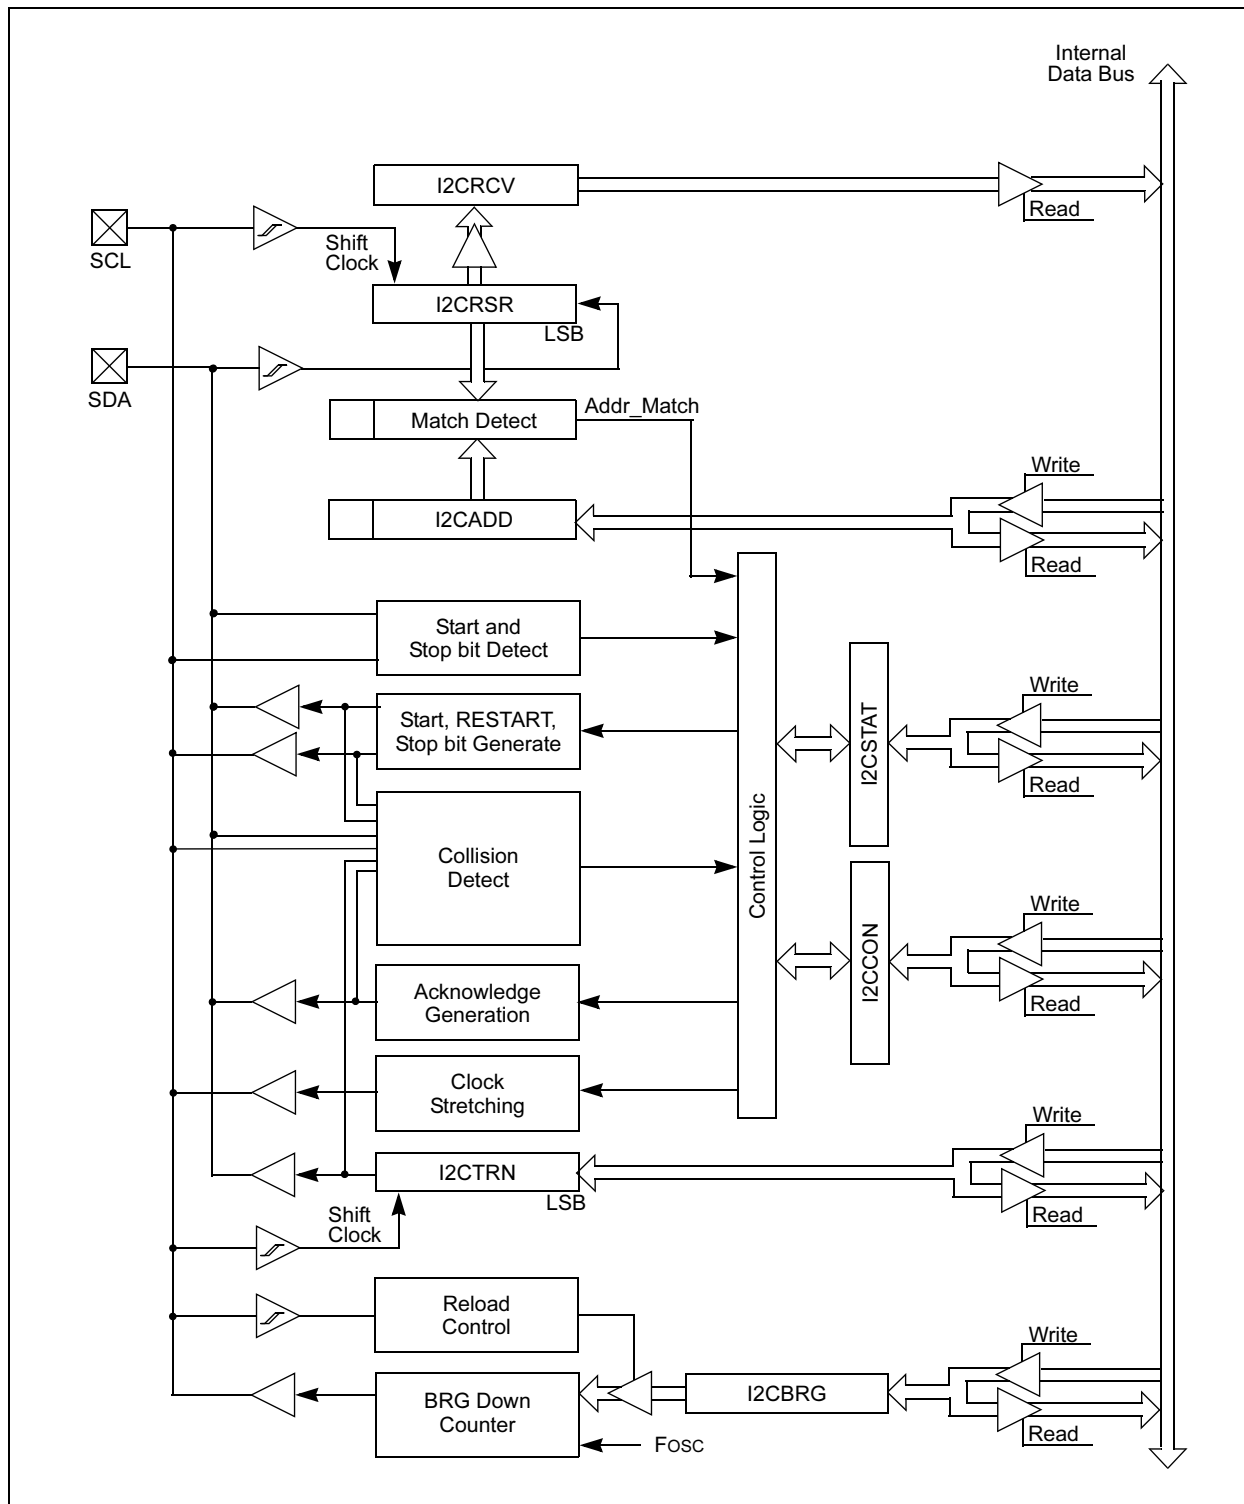 Internal
Data Bus
I2CRCV
Read
SCL
Shift
Clock
I2CRSR
LSB
SDA
Addr_Match
Match Detect
Write
I2CADD
Read
Start and
Stop bit Detect
Write
Start, RESTART,
Stop bit Generate
I2CSTAT
Read
Control Logic
Collision
Detect
Write
I2CCON
Acknowledge
Generation
Read
Clock
Stretching
Write
I2CTRN
LSB
Shift
Clock
Read
Reload
Control
Write
I2CBRG
BRG Down
Counter
Read
FOSC